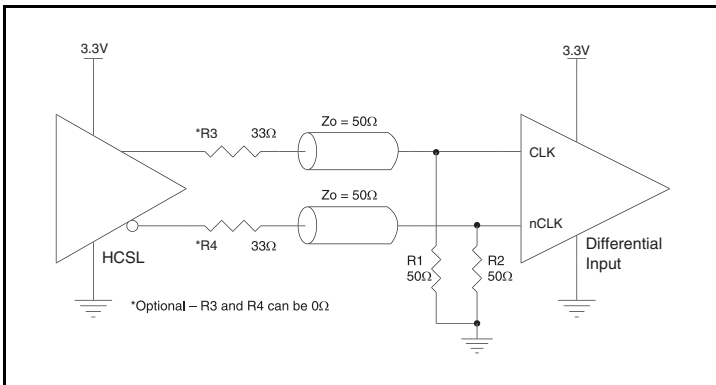 3.3V
3.3V
*R3 33Ω
Zo = 50Ω
CLK
Zo = 50Ω
nCLK
*R4 33Ω
HCSL
R1
50Ω
R2
50Ω
Differential
Input
*Optional – R3 and R4 can be 0Ω